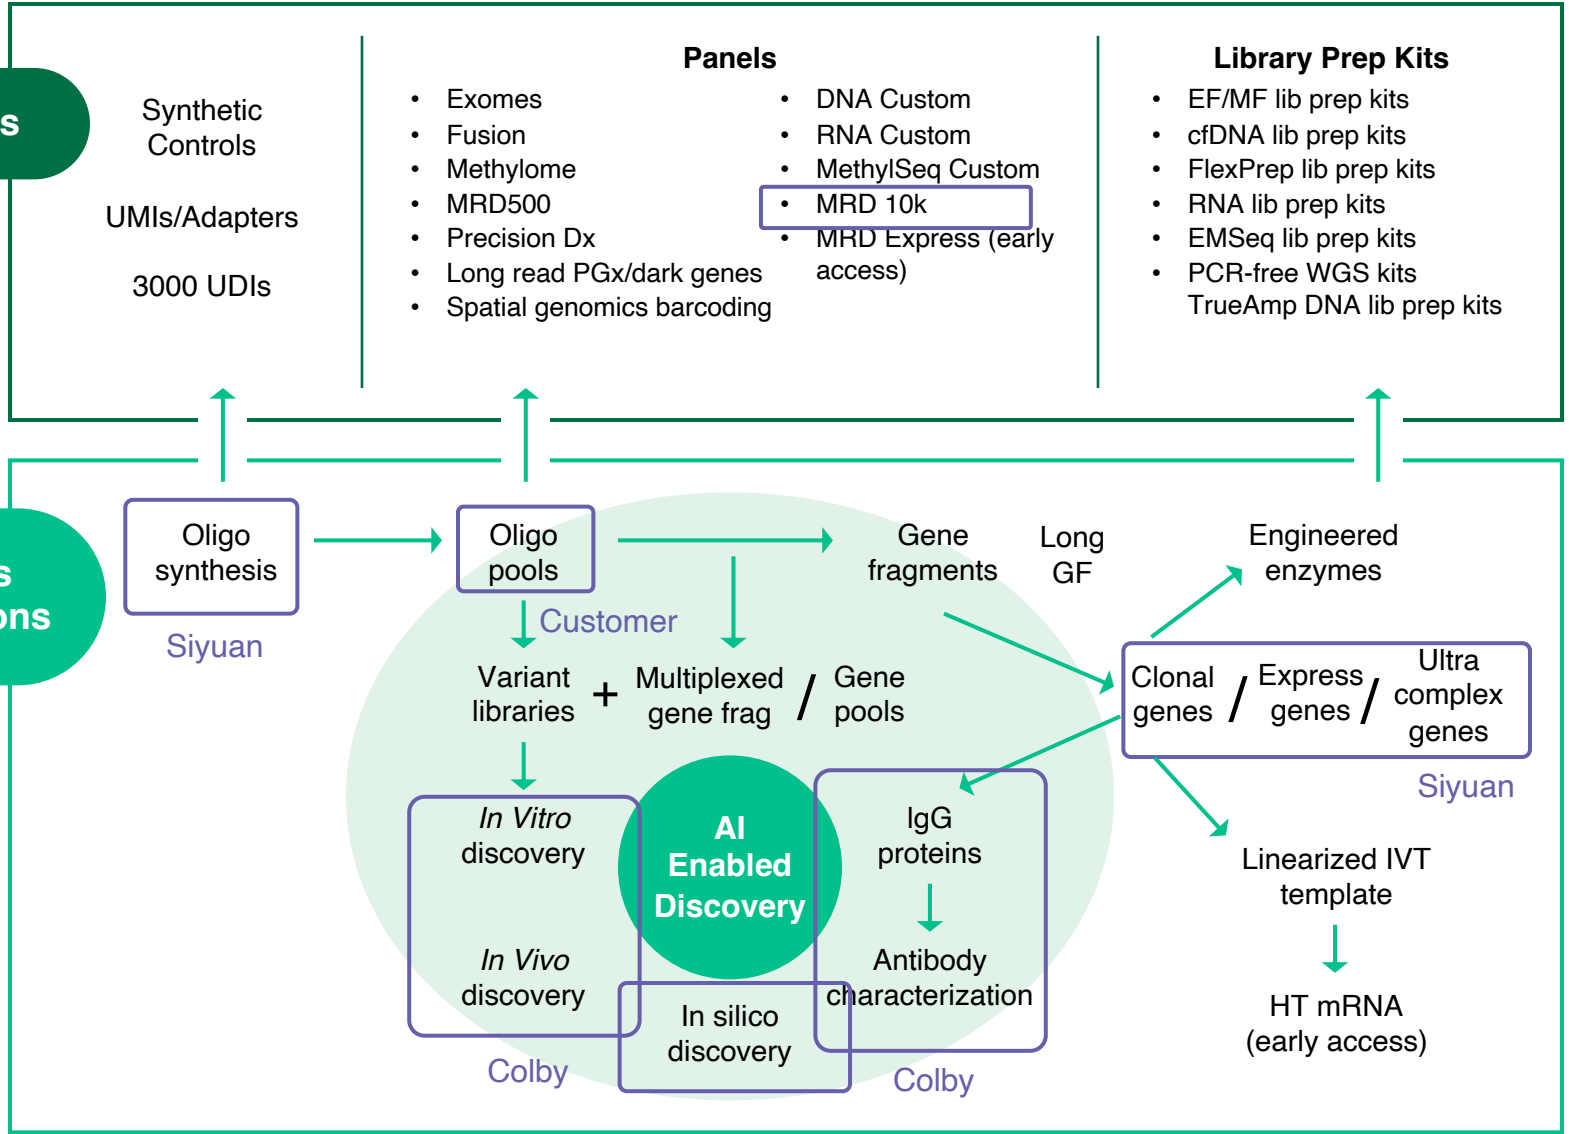 s
Synthetic
Controls
UMIs/Adapters
3000 UDIs
Panels
• Exomes
• Fusion
• Methylome
• MRD500
• Precision Dx
• Long read PGx/dark genes
• Spatial genomics barcoding
• DNA Custom
• RNA Custom
• MethylSeq Custom
• MRD 10k
• MRD Express (early
access)
Library Prep Kits
• EF/MF lib prep kits
• cfDNA lib prep kits
• FlexPrep lib prep kits
• RNA lib prep kits
• EMSeq lib prep kits
• PCR-free WGS kits
TrueAmp DNA lib prep kits
s
ons
Oligo
synthesis
Siyuan
Oligo
pools
Customer
Gene
fragments
Long
GF
Engineered
enzymes
Variant
libraries
+
Multiplexed
gene frag
/
Gene
pools
Clonal
genes
/
Express
genes
/
Ultra
complex
genes
Siyuan
In Vitro
discovery
In Vivo
discovery
Colby
AI
Enabled
Discovery
In silico
discovery
IgG
proteins
Antibody
characterization
Colby
Linearized IVT
template
HT mRNA
(early access)